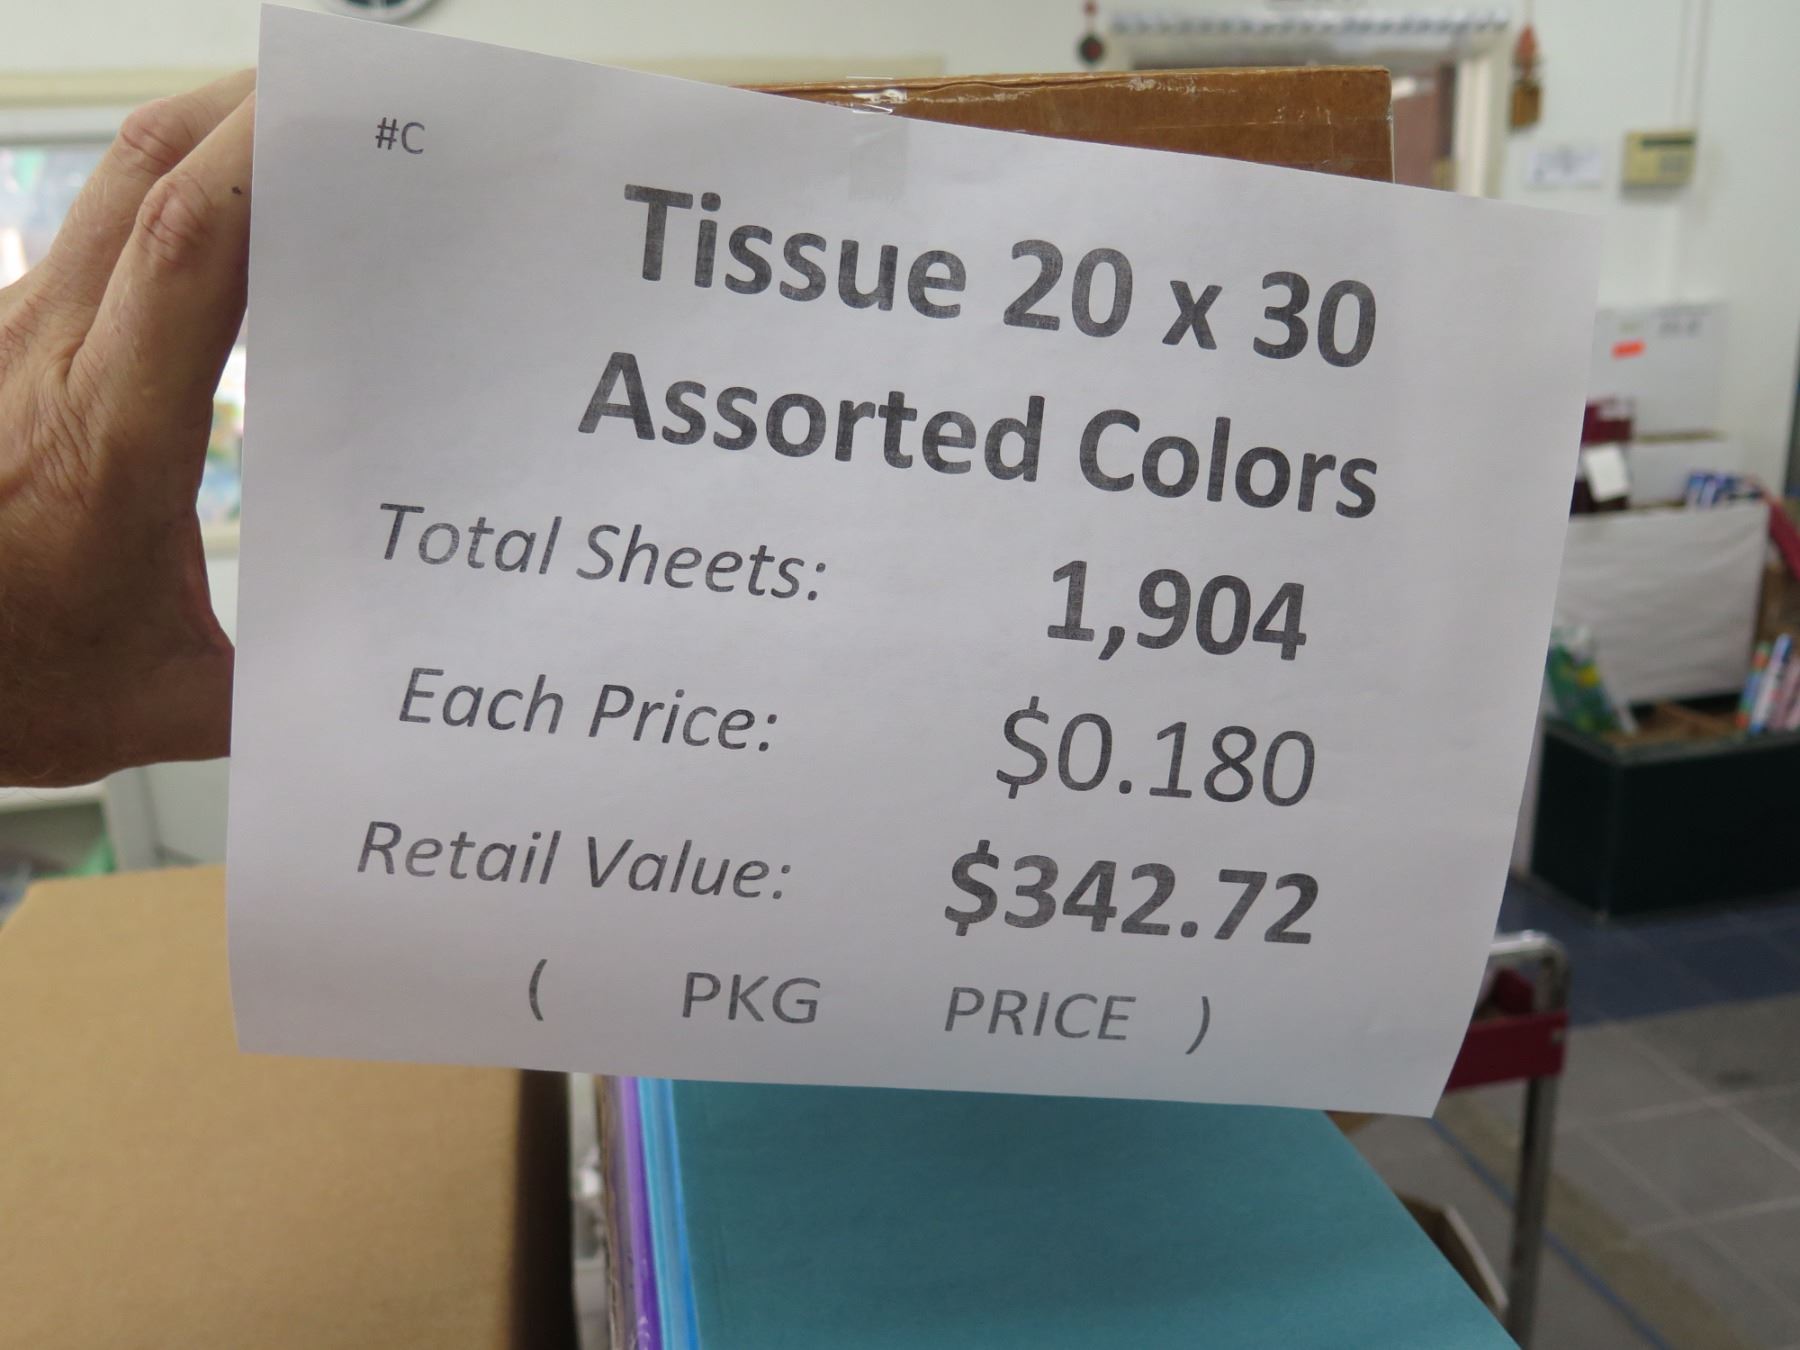 #C
Tissue 20 x 30
Assorted Colors
Total Sheets: 1,904
Each Price: $0.180
Retail Value: $342.72
( PKG PRICE )